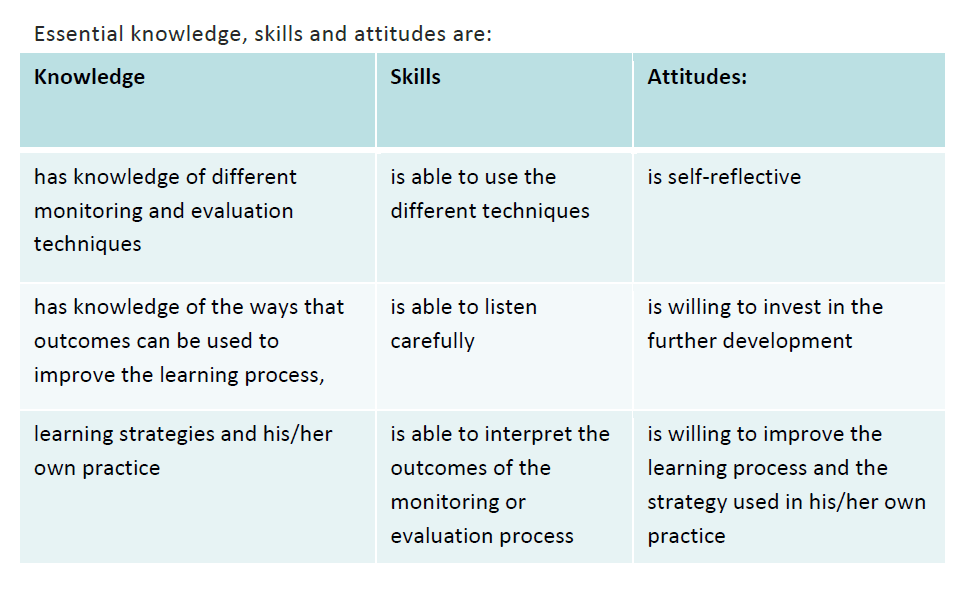 Essential knowledge, skills and attitudes are:
Knowledge
Skills
Attitudes:
has knowledge of different
monitoring and evaluation
techniques
is able to use the
different techniques
is self-reflective
has knowledge of the ways that
outcomes can be used to
improve the learning process,
is able to listen
carefully
is willing to invest in the
further development
learning strategies and his/her
own practice
is able to interpret the
outcomes of the
monitoring or
evaluation process
is willing to improve the
learning process and the
strategy used in his/her own
practice